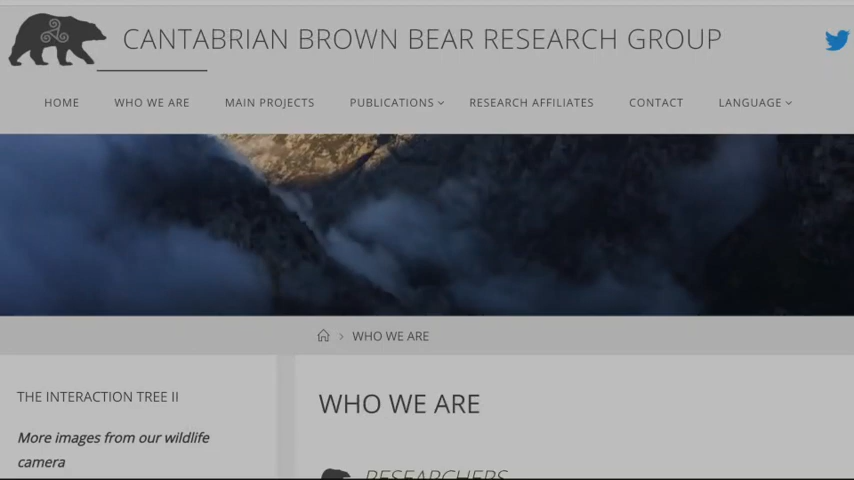 CANTABRIAN BROWN BEAR RESEARCH GROUP
HOME WHO WE ARE MAIN PROJECTS PUBLICATIONS RESEARCH AFFILIATES CONTACT LANGUAGE
WHO WE ARE
THE INTERACTION TREE II
More images from our wildlife
camera
WHO WE ARE
RESEARCHERS